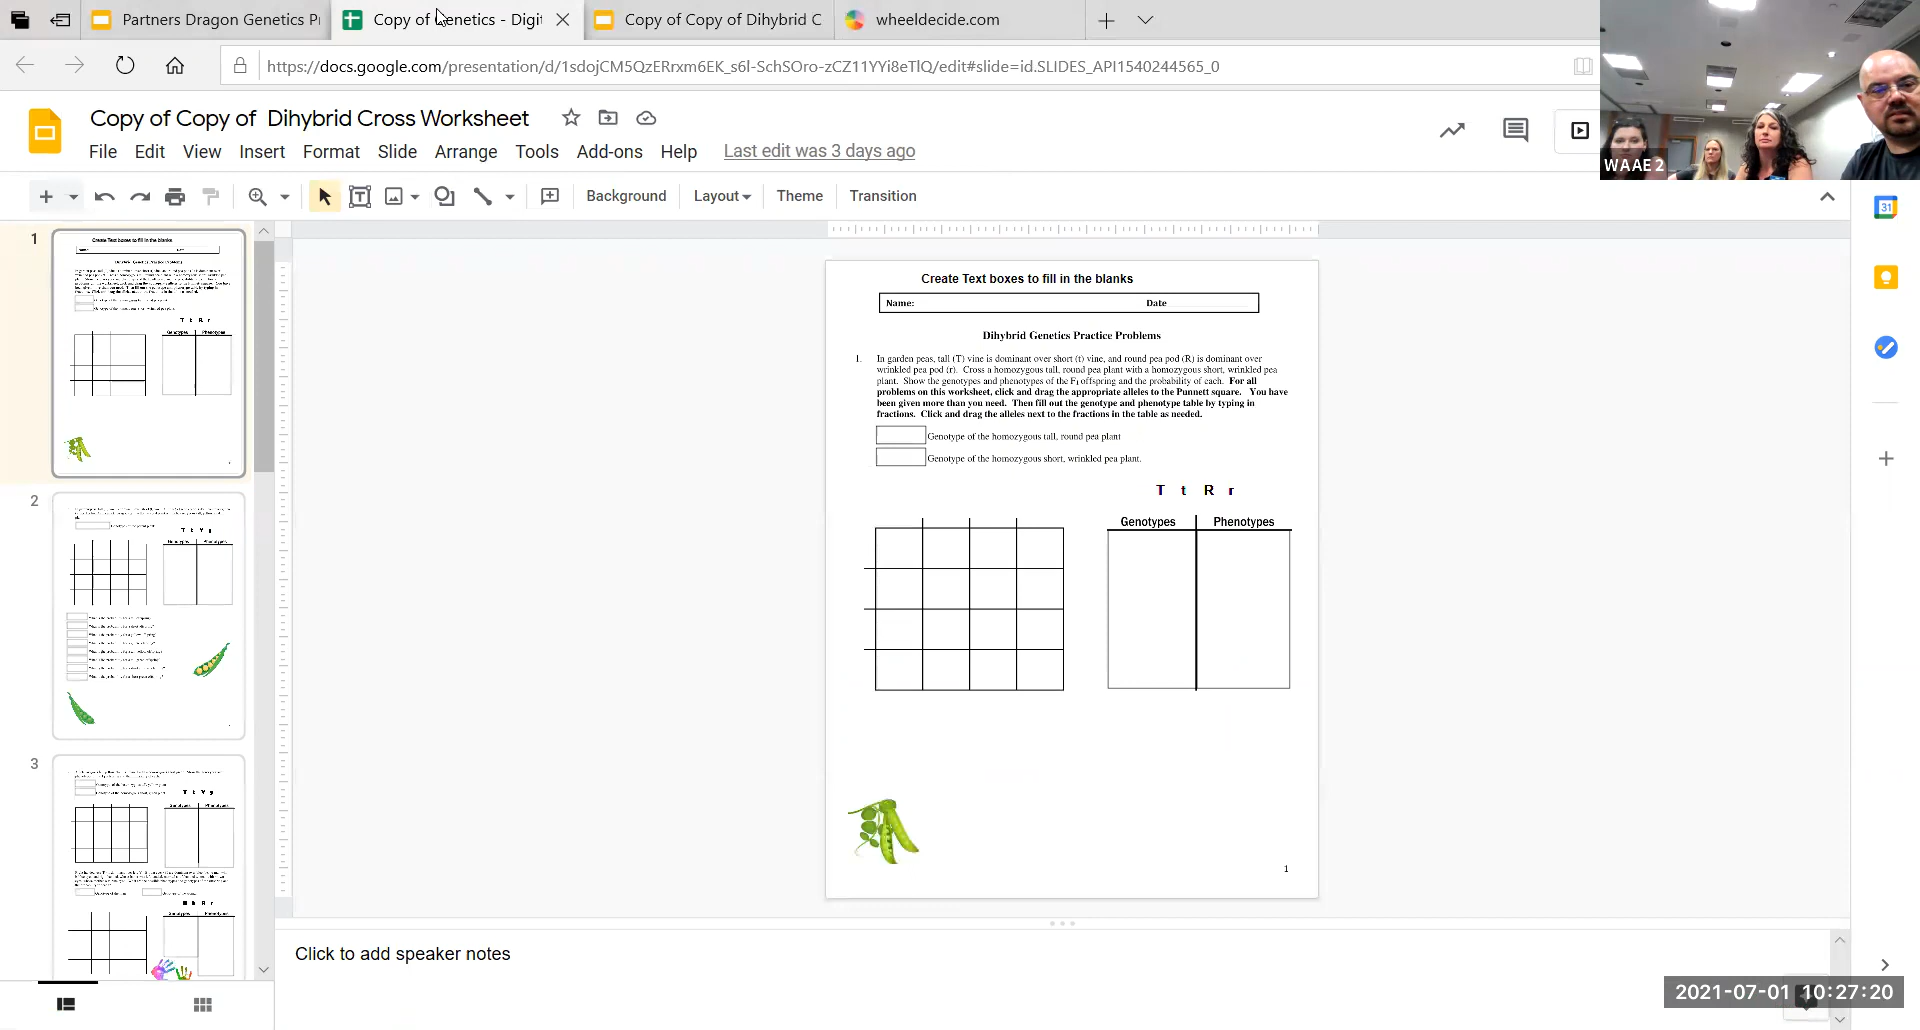 Partners Dragon Genetics P
Copy of Genetics - Digit
Copy of Copy of Dihybrid C
wheeldecide.com
https://docs.google.com/presentation/d/1sdojCM5QzERrxm6EK_s6l-SchSOro-zCZ11YYi8eTlQ/edit#slide=id.SLIDES_API1540244565_0
Copy of Copy of Dihybrid Cross Worksheet
File Edit View Insert Format Slide Arrange Tools Add-ons Help Last edit was 3 days ago
WAAE 2
Background Layout Theme Transition
31
1
2
3
Create Text boxes to fill in the blanks
Name: Date
Dihybrid Genetics Practice Problems
1. In garden peas, tall (T) vine is dominant over short (t) vine, and round pea pod (R) is dominant over
wrinkled pea pod (r). Cross a homozygous tall, round pea plant with a homozygous short, wrinkled pea
plant. Show the genotypes and phenotypes of the F1 offspring and the probability of each. For all
problems on this worksheet, click and drag the appropriate alleles to the Punnett square. You have
been given more than you need. Then fill out the genotype and phenotype table by typing in
fractions. Click and drag the alleles next to the fractions in the table as needed.
Genotype of the homozygous tall, round pea plant
Genotype of the homozygous short, wrinkled pea plant.
T t R r
Genotypes Phenotypes
1
Click to add speaker notes
2021-07-01 10:27:20